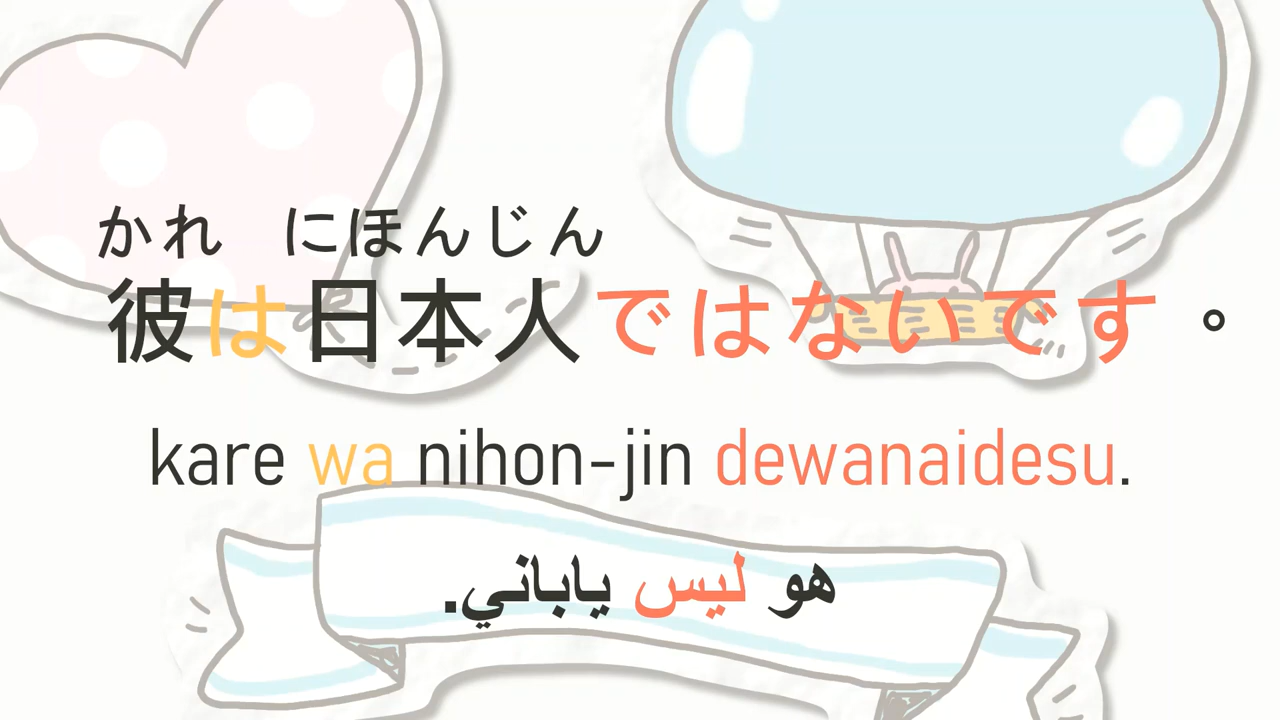 かれ　にほんじん
彼は日本人ではないです。
kare wa nihon-jin dewanaidesu.
هو ليس ياباني.